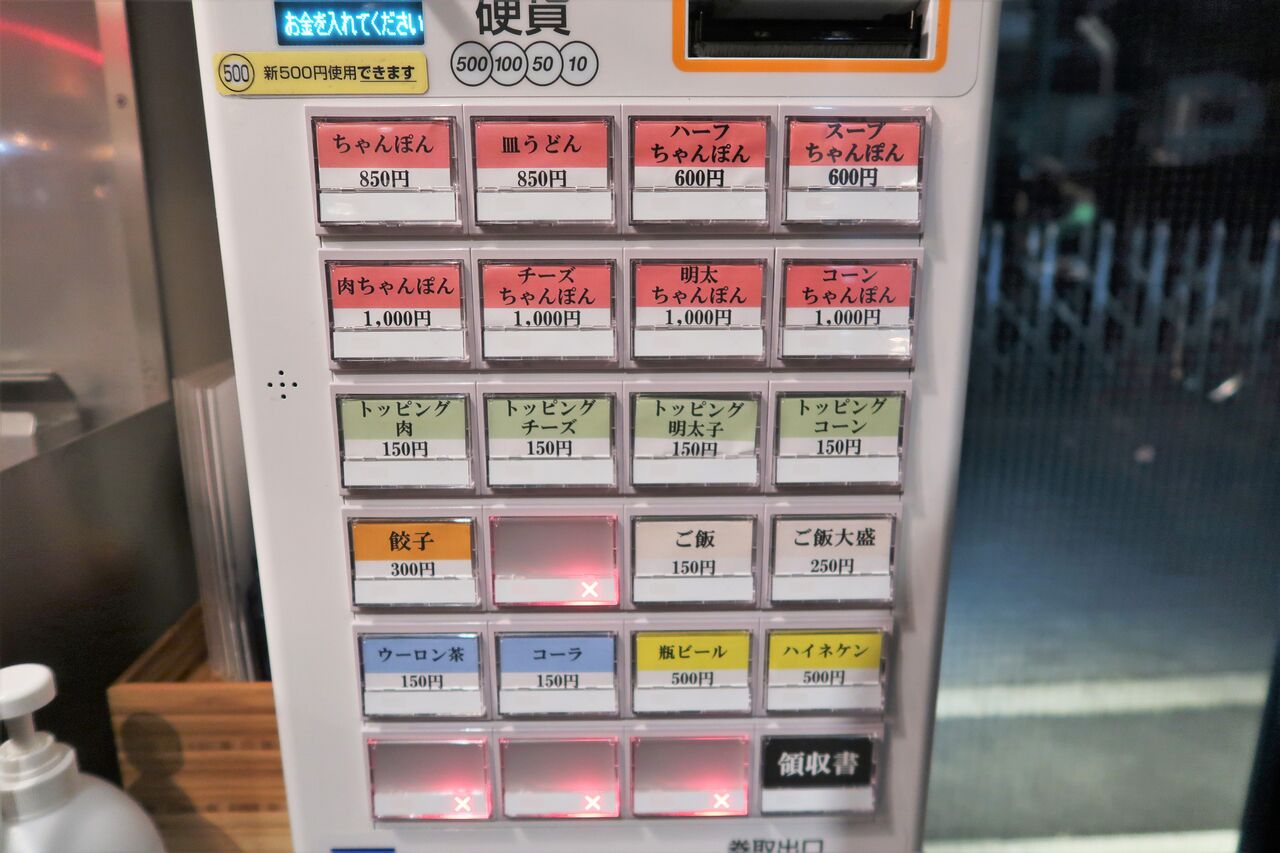 お金を入れてください
硬貨
500 100 50 10
500 新500円使用できます
ちゃんぽん
850円
皿うどん
850円
ハーフ
ちゃんぽん
600円
スープ
ちゃんぽん
600円
肉ちゃんぽん
1,000円
チーズ
ちゃんぽん
1,000円
明太
ちゃんぽん
1,000円
コーン
ちゃんぽん
1,000円
トッピング
肉
150円
トッピング
チーズ
150円
トッピング
明太子
150円
トッピング
コーン
150円
餃子
300円
×
ご飯
150円
ご飯大盛
250円
ウーロン茶
150円
コーラ
150円
瓶ビール
500円
ハイネケン
500円
×
×
×
領収書
券取出口